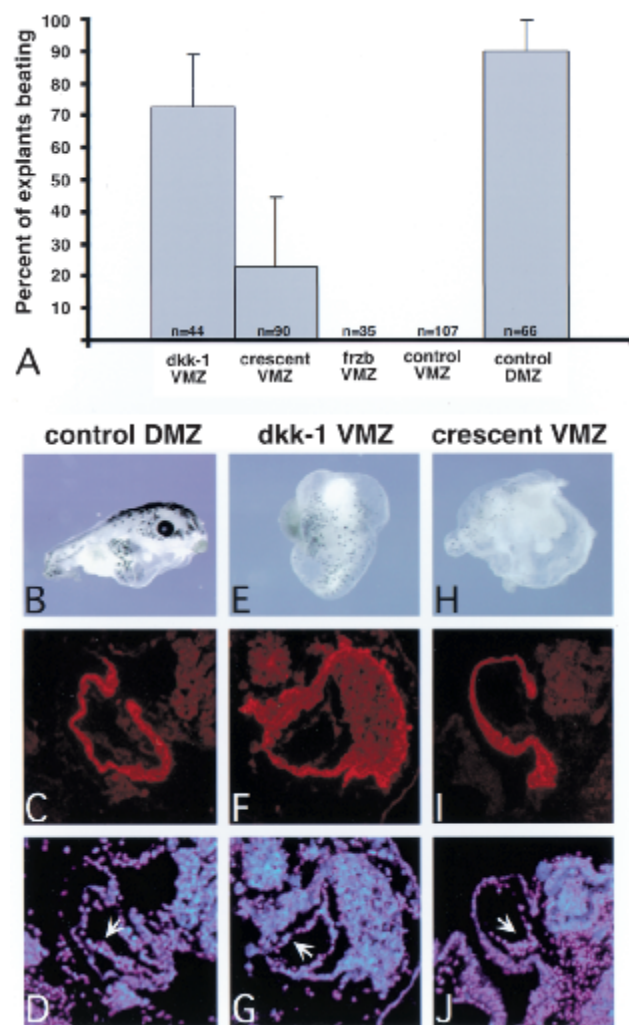 Percent of explants beating
100
90
80
70
60
50
40
30
20
10
n=44
n=90
n=35
n=107
n=66
dkk-1 VMZ
crescent VMZ
frzb VMZ
control VMZ
control DMZ
A
control DMZ
dkk-1 VMZ
crescent VMZ
B
E
H
C
F
I
D
G
J